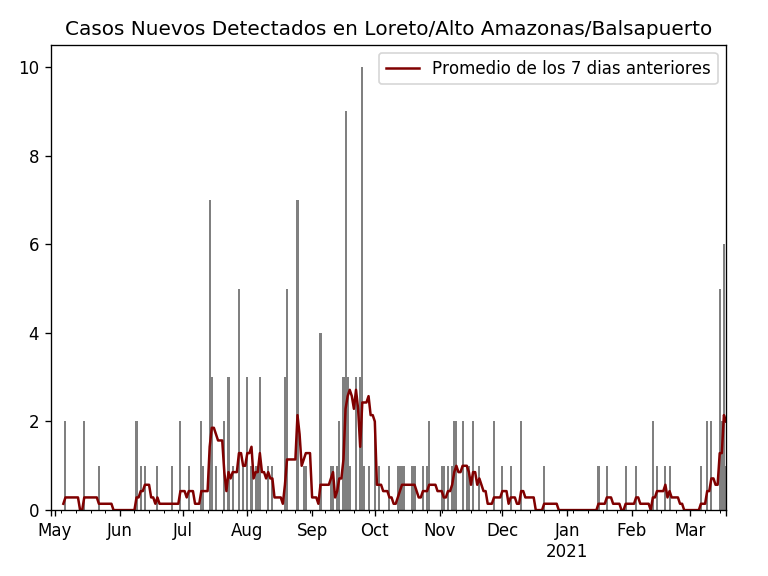 Casos Nuevos Detectados en Loreto/Alto Amazonas/Balsapuerto
Promedio de los 7 dias anteriores
10
8
6
4
2
0
May Jun Jul Aug Sep Oct Nov Dec Jan Feb Mar
2021